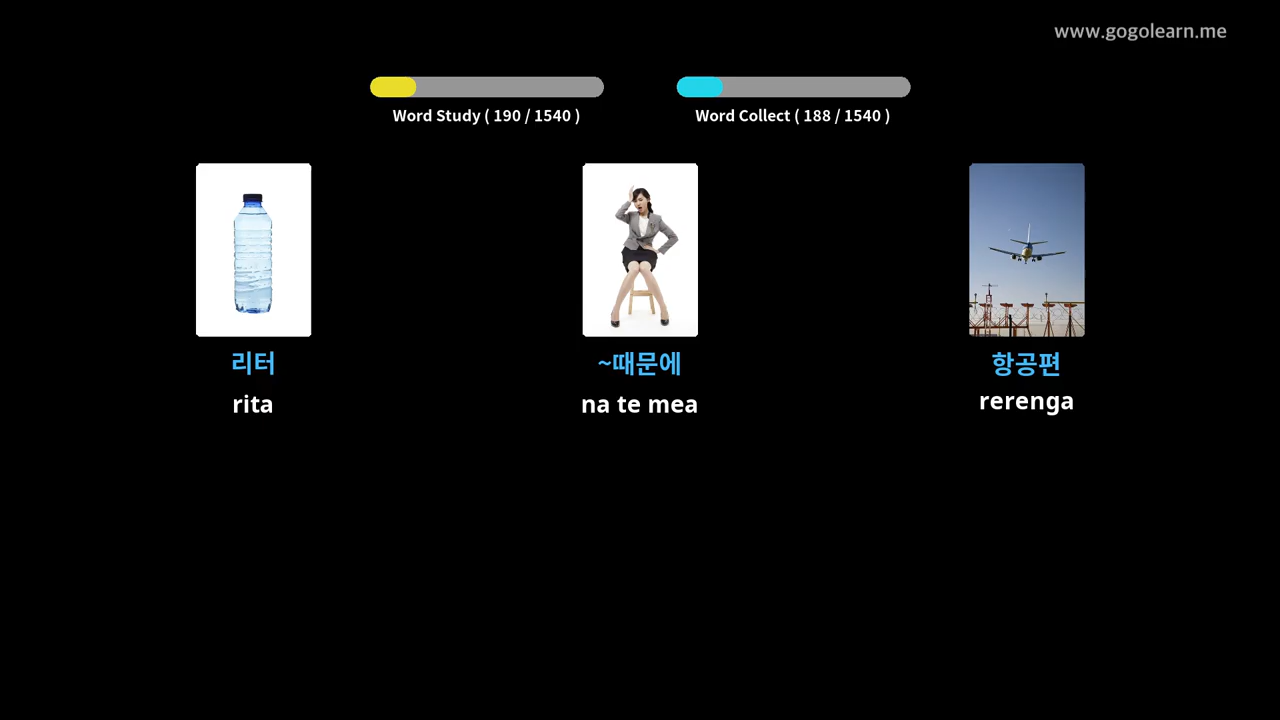 www.gogolearn.me
Word Study ( 190 / 1540 )
Word Collect ( 188 / 1540 )
리터
~때문에
항공편
rita
na te mea
rerenga